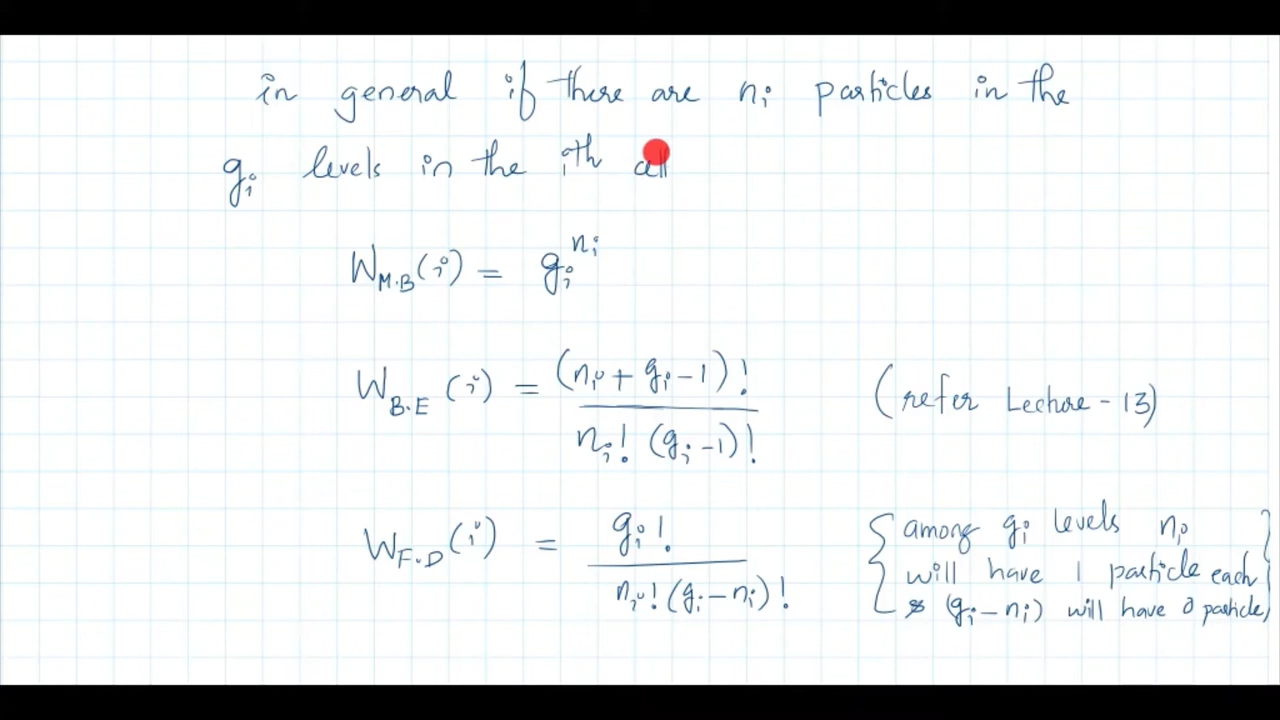 in general if there are nᵢ particles in the
gᵢ levels in the iᵗʰ cell
W_M.B(i) = gᵢ^nᵢ
W_B.E (i) = (nᵢ + gᵢ - 1)! / nᵢ! (gᵢ - 1)! (refer Lecture - 13)
W_F.D(i) = gᵢ! / nᵢ! (gᵢ - nᵢ)!
{ among gᵢ levels nᵢ
will have 1 particle each
& (gᵢ - nᵢ) will have 0 particle }